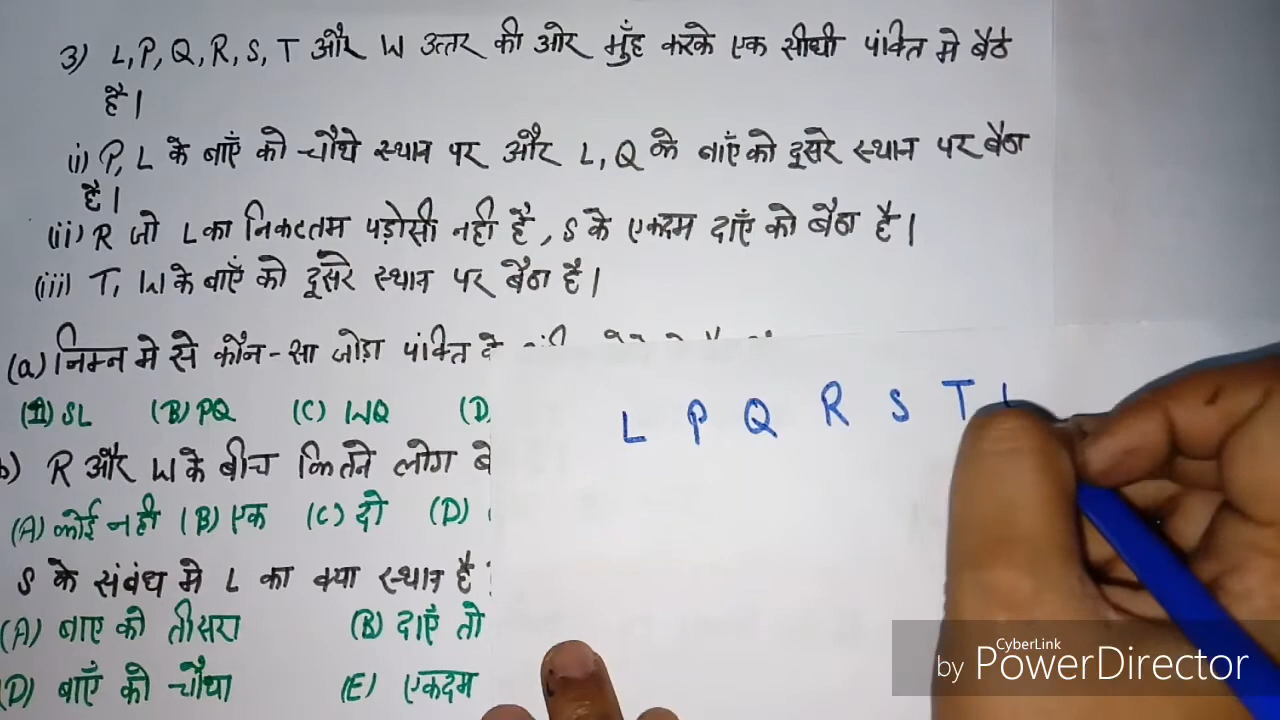 3) L, P, Q, R, S, T और W उत्तर की ओर मुँह करके एक सीधी पंक्ति मे बैठे
है।
i) P, L के बाएँ को चौथे स्थान पर और L, Q के बाएँ को दूसरे स्थान पर बैठा
है।
(ii) R जो L का निकटतम पड़ोसी नही है, S के एकदम दाएँ को बैठा है।
(iii) T, W के बाएँ को दूसरे स्थान पर बैठा है।
(a) निम्न मे से कौन-सा जोड़ा पंक्ति के
(A) SL (B) PQ (C) WQ (D
L P Q R S T
b) R और W के बीच कितने लोग बे
(A) कोई नही (B) एक (C) दो (D)
S के संबंध मे L का क्या स्थान है
(A) बाए को तीसरा (B) दाएँ तो
(D) बाएँ को चौथा (E) एकदम
CyberLink
by PowerDirector